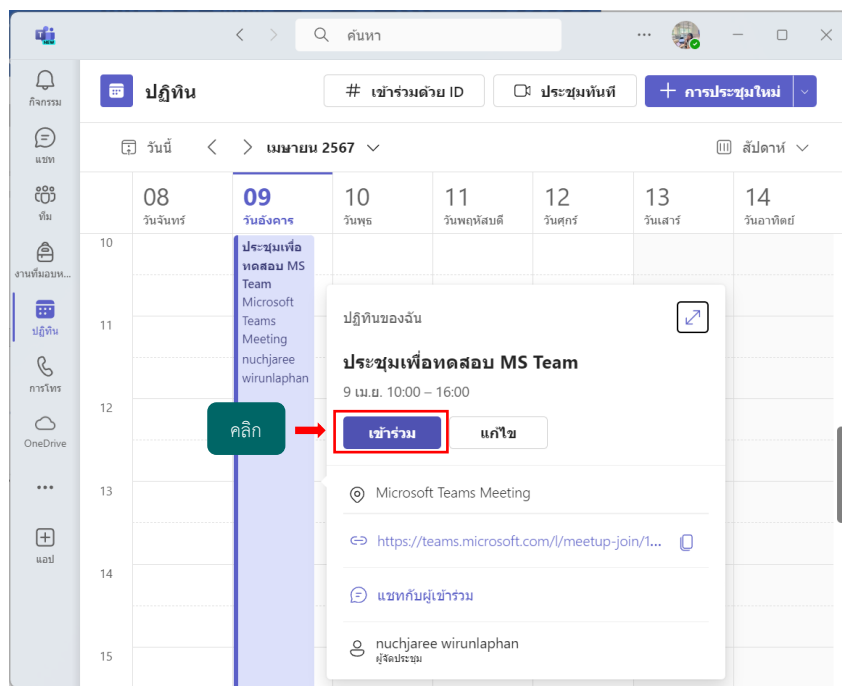 NEW
ค้นหา
กิจกรรม
แชท
ทีม
งานที่มอบห...
ปฏิทิน
การโทร
OneDrive
แอป
ปฏิทิน
# เข้าร่วมด้วย ID
ประชุมทันที
+ การประชุมใหม่
วันนี้
เมษายน 2567
สัปดาห์
08
วันจันทร์
09
วันอังคาร
10
วันพุธ
11
วันพฤหัสบดี
12
วันศุกร์
13
วันเสาร์
14
วันอาทิตย์
10
11
12
13
14
15
ประชุมเพื่อ
ทดสอบ MS
Team
Microsoft
Teams
Meeting
nuchjaree
wirunlaphan
คลิก
ปฏิทินของฉัน
ประชุมเพื่อทดสอบ MS Team
9 เม.ย. 10:00 – 16:00
เข้าร่วม
แก้ไข
Microsoft Teams Meeting
https://teams.microsoft.com/l/meetup-join/1...
แชทกับผู้เข้าร่วม
nuchjaree wirunlaphan
ผู้จัดประชุม